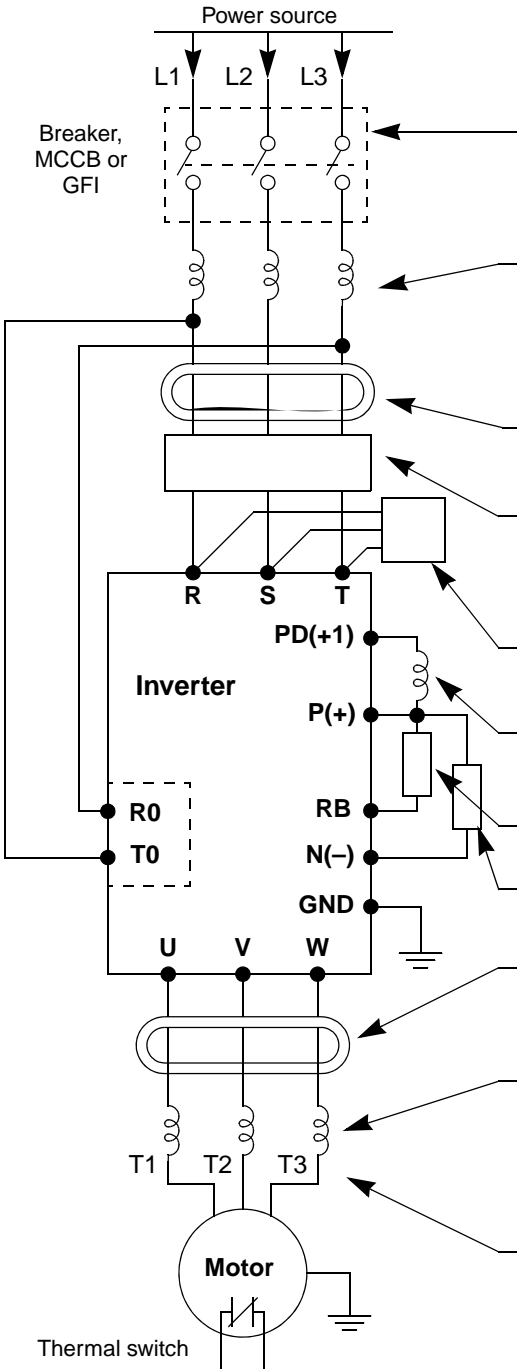 Power source
L1 L2 L3
Breaker,
MCCB or
GFI
R S T
PD(+1)
Inverter
P(+)
R0
RB
T0
N(–)
GND
U V W
T1 T2 T3
Motor
Thermal switch